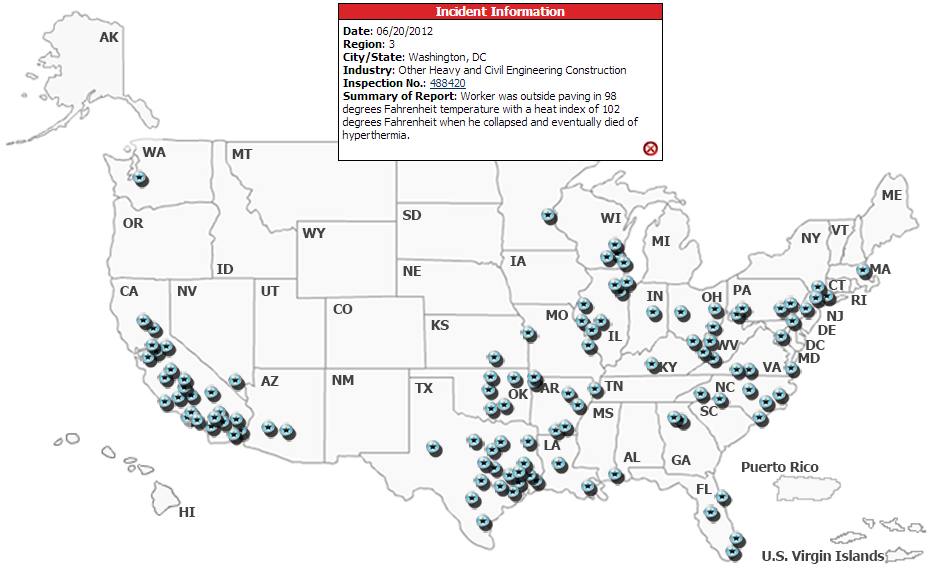 Incident Information
Date: 06/20/2012
Region: 3
City/State: Washington, DC
Industry: Other Heavy and Civil Engineering Construction
Inspection No.: 488420
Summary of Report: Worker was outside paving in 98
degrees Fahrenheit temperature with a heat index of 102
degrees Fahrenheit when he collapsed and eventually died of
hyperthermia.
AK
WA
MT
ME
OR
SD
WI
MI
NY
VT
WY
ID
IA
NE
MA
CA
NV
UT
CO
IN
OH
PA
CT
RI
MO
KS
IL
NJ
DE
WV
DC
MD
KY
VA
AZ
NM
TX
OK
AR
TN
NC
MS
SC
LA
AL
GA
Puerto Rico
FL
HI
U.S. Virgin Islands